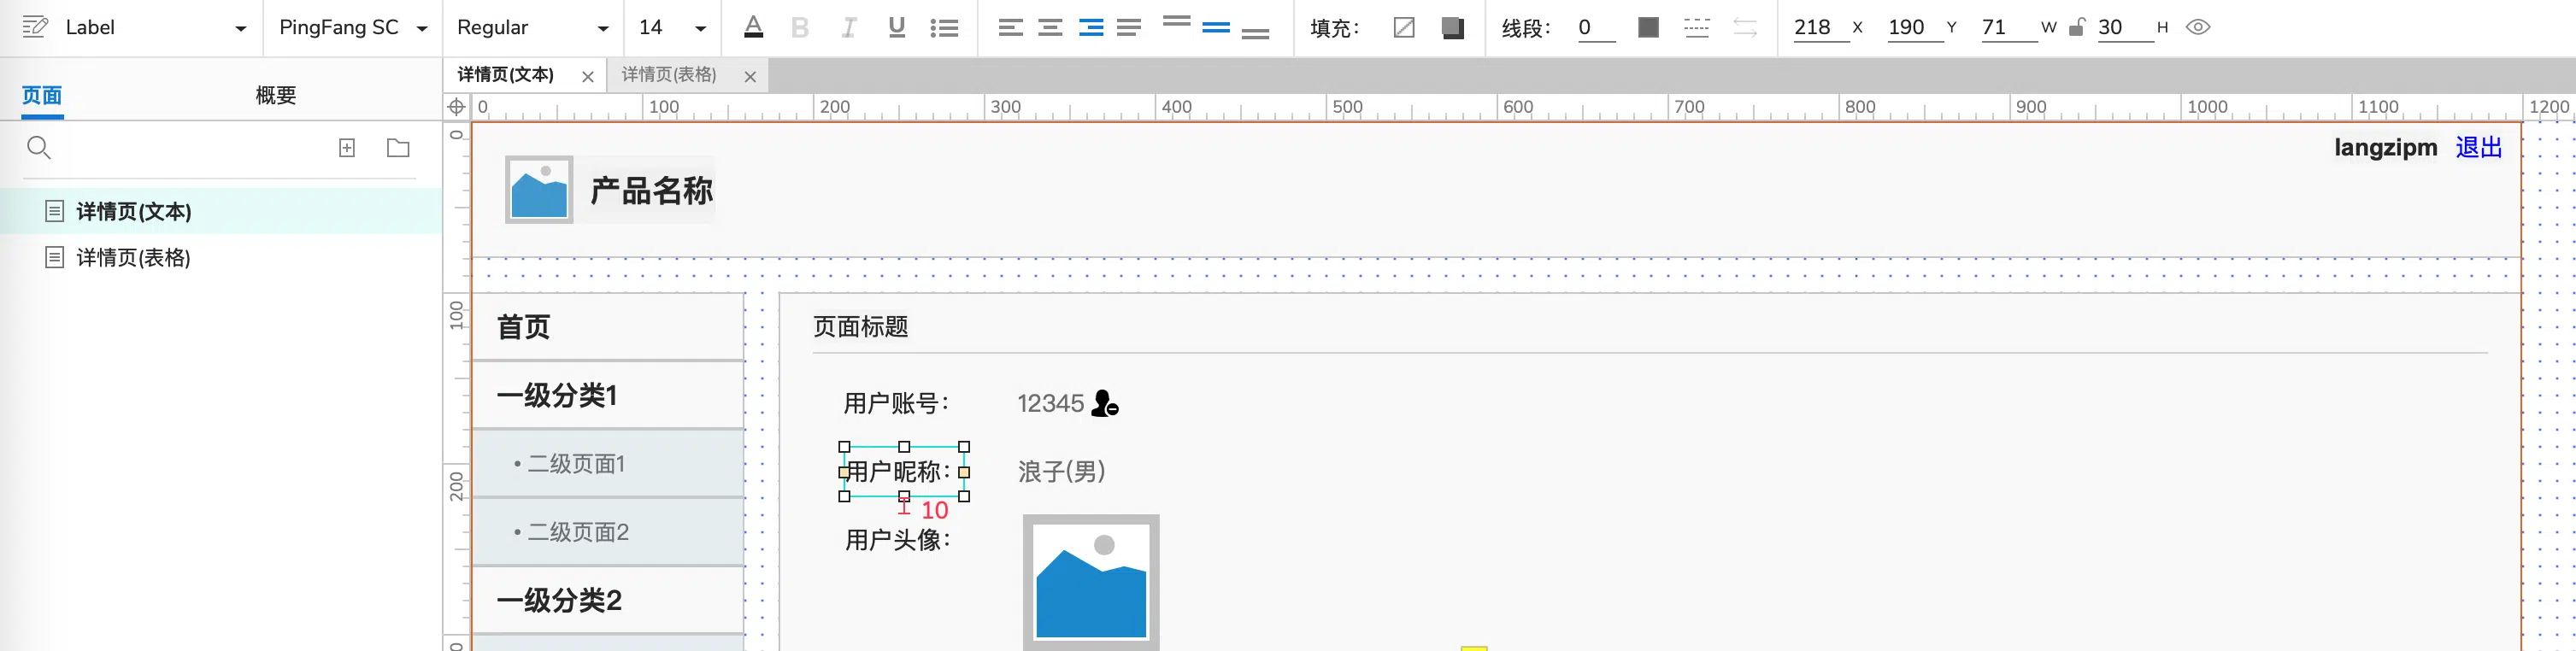 Label PingFang SC Regular 14 A B I U 填充： 线段： 0 218 X 190 Y 71 W 30 H
页面 概要
详情页(文本) 详情页(表格)
0 100 200 300 400 500 600 700 800 900 1000 1100 1200
0
100
200
详情页(文本)
详情页(表格)
产品名称
langzipm 退出
首页
一级分类1
• 二级页面1
• 二级页面2
一级分类2
页面标题
用户账号： 12345
用户昵称： 浪子(男)
10
用户头像：